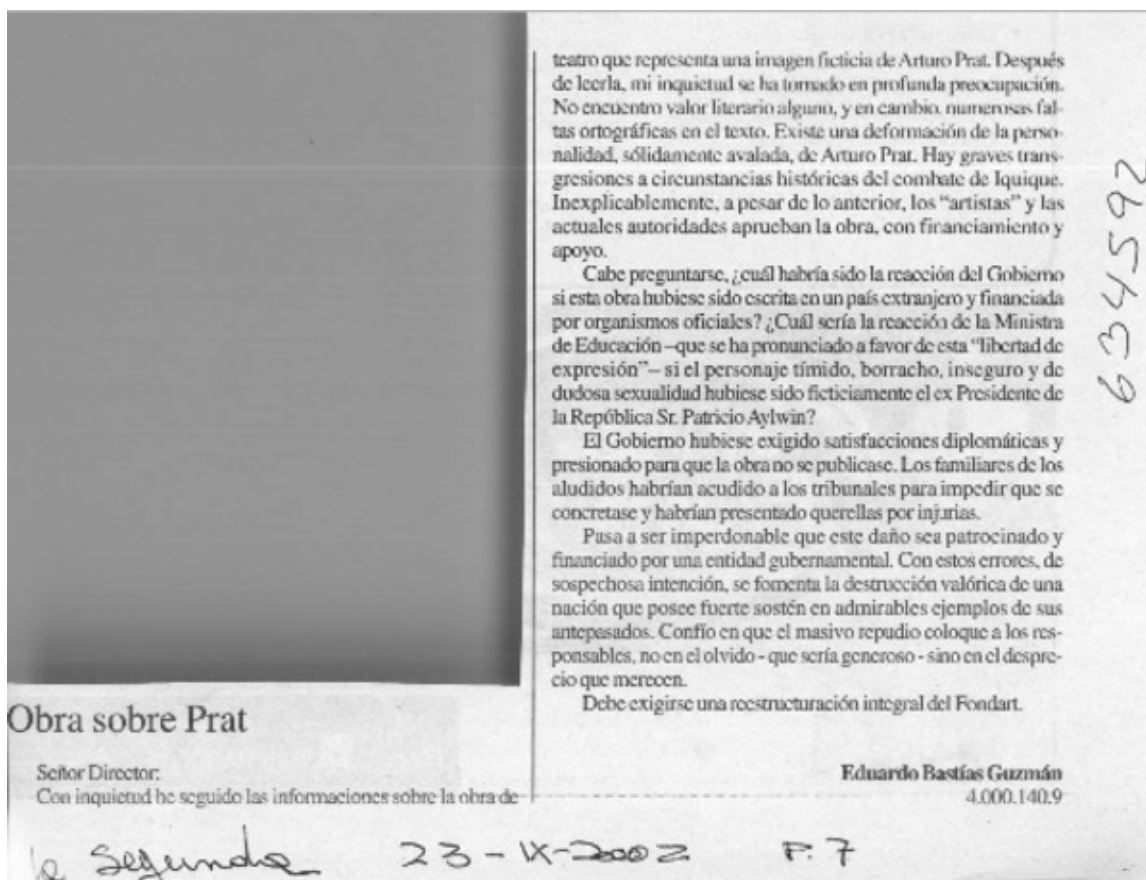 Obra sobre Prat
Señor Director:
Con inquietud he seguido las informaciones sobre la obra de
teatro que representa una imagen ficticia de Arturo Prat. Después
de leerla, mi inquietud se ha tornado en profunda preocupación.
No encuentro valor literario alguno, y en cambio, numerosas fal-
tas ortográficas en el texto. Existe una deformación de la perso-
nalidad, sólidamente avalada, de Arturo Prat. Hay graves trans-
gresiones a circunstancias históricas del combate de Iquique.
Inexplicablemente, a pesar de lo anterior, los “artistas” y las
actuales autoridades aprueban la obra, con financiamiento y
apoyo.
Cabe preguntarse, ¿cuál habría sido la reacción del Gobierno
si esta obra hubiese sido escrita en un país extranjero y financiada
por organismos oficiales? ¿Cuál sería la reacción de la Ministra
de Educación –que se ha pronunciado a favor de esta “libertad de
expresión”– si el personaje tímido, borracho, inseguro y de
dudosa sexualidad hubiese sido ficticiamente el ex Presidente de
la República Sr. Patricio Aylwin?
El Gobierno hubiese exigido satisfacciones diplomáticas y
presionado para que la obra no se publicase. Los familiares de los
aludidos habrían acudido a los tribunales para impedir que se
concretase y habrían presentado querellas por injurias.
Pasa a ser imperdonable que este daño sea patrocinado y
financiado por una entidad gubernamental. Con estos errores, de
sospechosa intención, se fomenta la destrucción valórica de una
nación que posee fuerte sostén en admirables ejemplos de sus
antepasados. Confío en que el masivo repudio coloque a los res-
ponsables, no en el olvido - que sería generoso - sino en el despre-
cio que merecen.
Debe exigirse una reestructuración integral del Fondart.
Eduardo Bastías Guzmán
4.000.140.9
634592
la Segunda 23-IX-2002 P.7